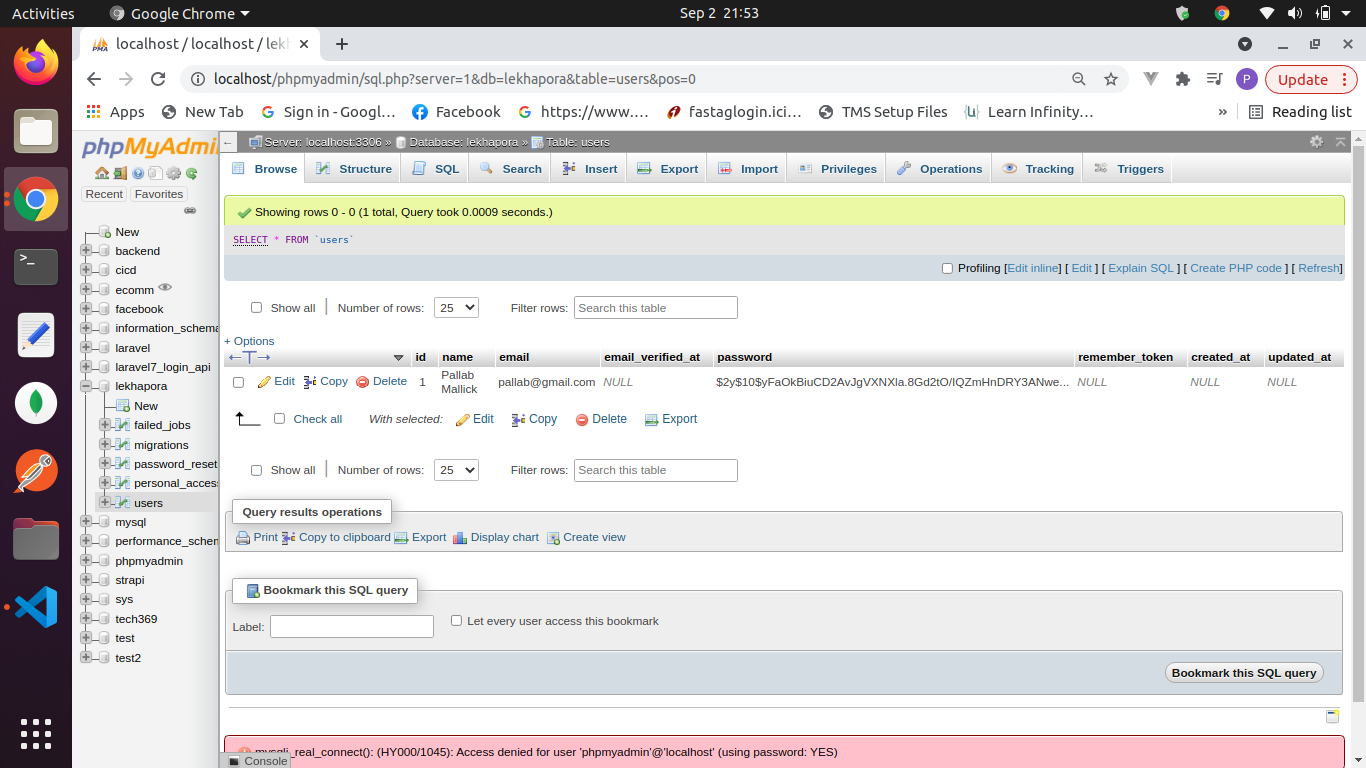 Activities Google Chrome Sep 2 21:53
localhost / localhost / lekh
localhost/phpmyadmin/sql.php?server=1&db=lekhapora&table=users&pos=0 P Update
Apps New Tab Sign in - Googl... Facebook https://www.... fastaglogin.ici... TMS Setup Files Learn Infinity... » Reading list
phpMyAdmin
Recent Favorites
New
backend
cicd
ecomm
facebook
information_schema
laravel
laravel7_login_api
lekhapora
New
failed_jobs
migrations
password_reset
personal_access
users
mysql
performance_schem
phpmyadmin
strapi
sys
tech369
test
test2
Server: localhost:3306 » Database: lekhapora » Table: users
Browse Structure SQL Search Insert Export Import Privileges Operations Tracking Triggers
Showing rows 0 - 0 (1 total, Query took 0.0009 seconds.)
SELECT * FROM `users`
Profiling [Edit inline] [ Edit ] [ Explain SQL ] [ Create PHP code ] [ Refresh]
Show all | Number of rows: 25 Filter rows: Search this table
+ Options
←T→ id name email email_verified_at password remember_token created_at updated_at
Edit Copy Delete 1 Pallab Mallick pallab@gmail.com NULL $2y$10$yFaOkBiuCD2AvJgVXNXla.8Gd2tO/IQZmHnDRY3ANwe... NULL NULL NULL
Check all With selected: Edit Copy Delete Export
Show all | Number of rows: 25 Filter rows: Search this table
Query results operations
Print Copy to clipboard Export Display chart Create view
Bookmark this SQL query
Label: Let every user access this bookmark
Bookmark this SQL query
mysqli_real_connect(): (HY000/1045): Access denied for user 'phpmyadmin'@'localhost' (using password: YES)
Console